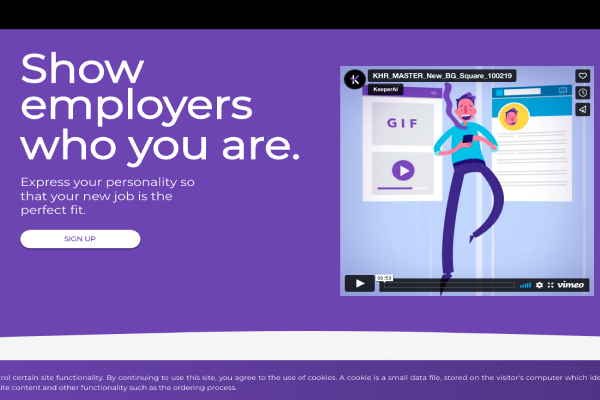 Show
employers
who you are.
Express your personality so
that your new job is the
perfect fit.
SIGN UP
K
KHR_MASTER_New_BG_Square_100219
KeeperAI
GIF
00:53
vimeo
certain site functionality. By continuing to use this site, you agree to the use of cookies. A cookie is a small data file, stored on the visitor's computer which
site content and other functionality such as the ordering process.